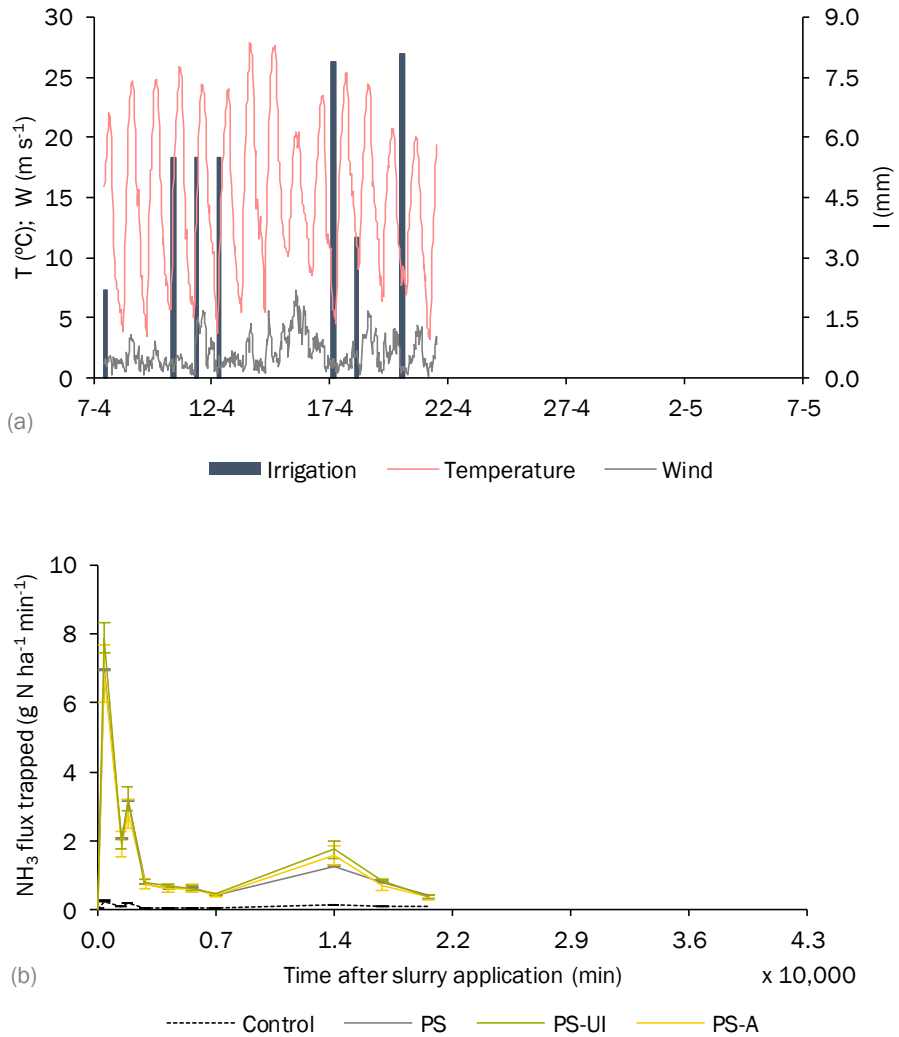 30
25
20
15
10
5
0
T (ºC);  W (m s-1)
9.0
7.5
6.0
4.5
3.0
1.5
0.0
I (mm)
7-4 12-4 17-4 22-4 27-4 2-5 7-5
(a)
Irrigation Temperature Wind
10
8
6
4
2
0
NH3 flux trapped (g N ha-1 min-1)
0.0 0.7 1.4 2.2 2.9 3.6 4.3
(b)
Time after slurry application (min)
x 10,000
Control PS PS-UI PS-A